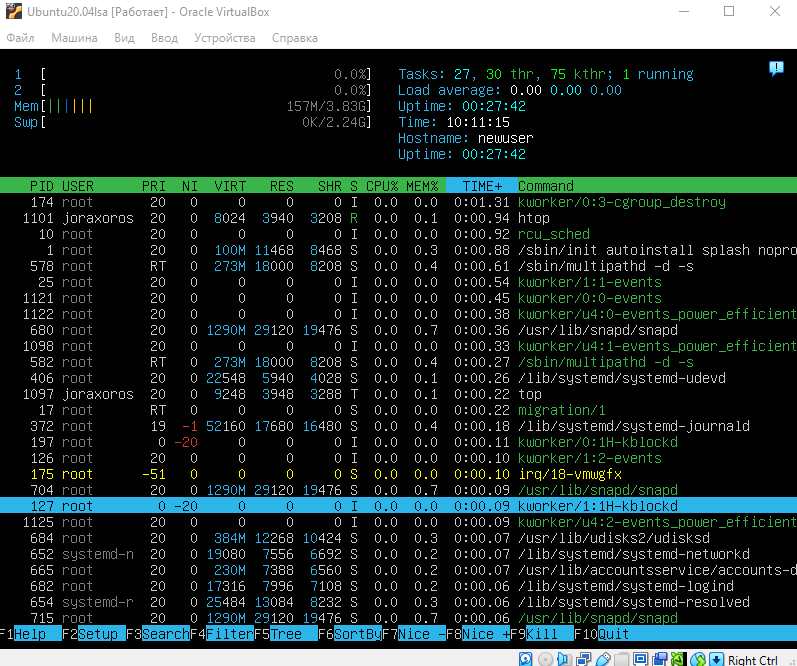 Ubuntu20.04lsa [Работает] - Oracle VirtualBox
Файл Машина Вид Ввод Устройства Справка
1 [ 0.0%] Tasks: 27, 30 thr, 75 kthr; 1 running
2 [ 0.0%] Load average: 0.00 0.00 0.00
Mem[|||||| 157M/3.83G] Uptime: 00:27:42
Swp[ 0K/2.24G] Time: 10:11:15
Hostname: newuser
Uptime: 00:27:42
PID USER PRI NI VIRT RES SHR S CPU% MEM% TIME+ Command
174 root 20 0 0 0 0 I 0.0 0.0 0:01.31 kworker/0:3-cgroup_destroy
1101 joraxoros 20 0 8024 3940 3208 R 0.0 0.1 0:00.94 htop
10 root 20 0 0 0 0 I 0.0 0.0 0:00.92 rcu_sched
1 root 20 0 100M 11468 8468 S 0.0 0.3 0:00.88 /sbin/init autoinstall splash nopro
578 root RT 0 273M 18000 8208 S 0.0 0.4 0:00.61 /sbin/multipathd -d -s
25 root 20 0 0 0 0 I 0.0 0.0 0:00.54 kworker/1:1-events
1121 root 20 0 0 0 0 I 0.0 0.0 0:00.45 kworker/0:0-events
1122 root 20 0 0 0 0 I 0.0 0.0 0:00.38 kworker/u4:0-events_power_efficient
680 root 20 0 1290M 29120 19476 S 0.0 0.7 0:00.36 /usr/lib/snapd/snapd
1098 root 20 0 0 0 0 I 0.0 0.0 0:00.33 kworker/u4:1-events_power_efficient
582 root RT 0 273M 18000 8208 S 0.0 0.4 0:00.27 /sbin/multipathd -d -s
406 root 20 0 22548 5940 4028 S 0.0 0.1 0:00.26 /lib/systemd/systemd-udevd
1097 joraxoros 20 0 9248 3948 3288 T 0.0 0.1 0:00.22 top
17 root RT 0 0 0 0 S 0.0 0.0 0:00.22 migration/1
372 root 19 -1 52160 17680 16480 S 0.0 0.4 0:00.18 /lib/systemd/systemd-journald
197 root 0 -20 0 0 0 I 0.0 0.0 0:00.11 kworker/0:1H-kblockd
126 root 20 0 0 0 0 I 0.0 0.0 0:00.10 kworker/1:2-events
175 root -51 0 0 0 0 S 0.0 0.0 0:00.10 irq/18-vmwgfx
704 root 20 0 1290M 29120 19476 S 0.0 0.7 0:00.09 /usr/lib/snapd/snapd
127 root 0 -20 0 0 0 I 0.0 0.0 0:00.09 kworker/1:1H-kblockd
1125 root 20 0 0 0 0 I 0.0 0.0 0:00.09 kworker/u4:2-events_power_efficient
684 root 20 0 384M 12268 10424 S 0.0 0.3 0:00.07 /usr/lib/udisks2/udisksd
652 systemd-n 20 0 19080 7556 6692 S 0.0 0.2 0:00.07 /lib/systemd/systemd-networkd
665 root 20 0 230M 7388 6560 S 0.0 0.2 0:00.07 /usr/lib/accountsservice/accounts-d
682 root 20 0 17316 7996 7108 S 0.0 0.2 0:00.06 /lib/systemd/systemd-logind
654 systemd-r 20 0 25484 13084 8232 S 0.0 0.3 0:00.06 /lib/systemd/systemd-resolved
715 root 20 0 1290M 29120 19476 S 0.0 0.7 0:00.06 /usr/lib/snapd/snapd
F1Help F2Setup F3SearchF4FilterF5Tree F6SortByF7Nice -F8Nice +F9Kill F10Quit
Right Ctrl